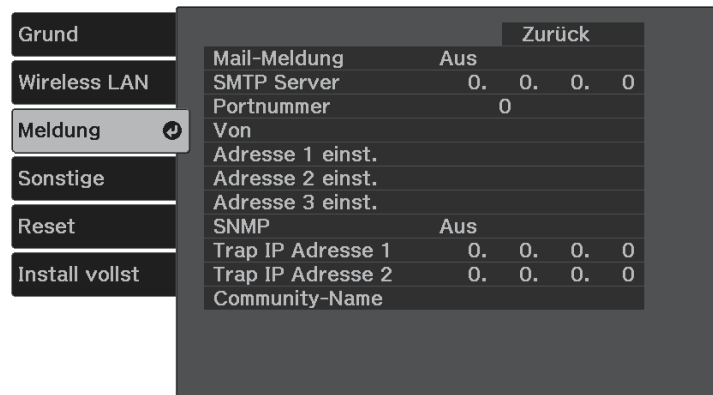 Grund
Wireless LAN
Meldung
Sonstige
Reset
Install vollst
Zurück
Mail-Meldung Aus
SMTP Server 0. 0. 0. 0
Portnummer 0
Von
Adresse 1 einst.
Adresse 2 einst.
Adresse 3 einst.
SNMP Aus
Trap IP Adresse 1 0. 0. 0. 0
Trap IP Adresse 2 0. 0. 0. 0
Community-Name